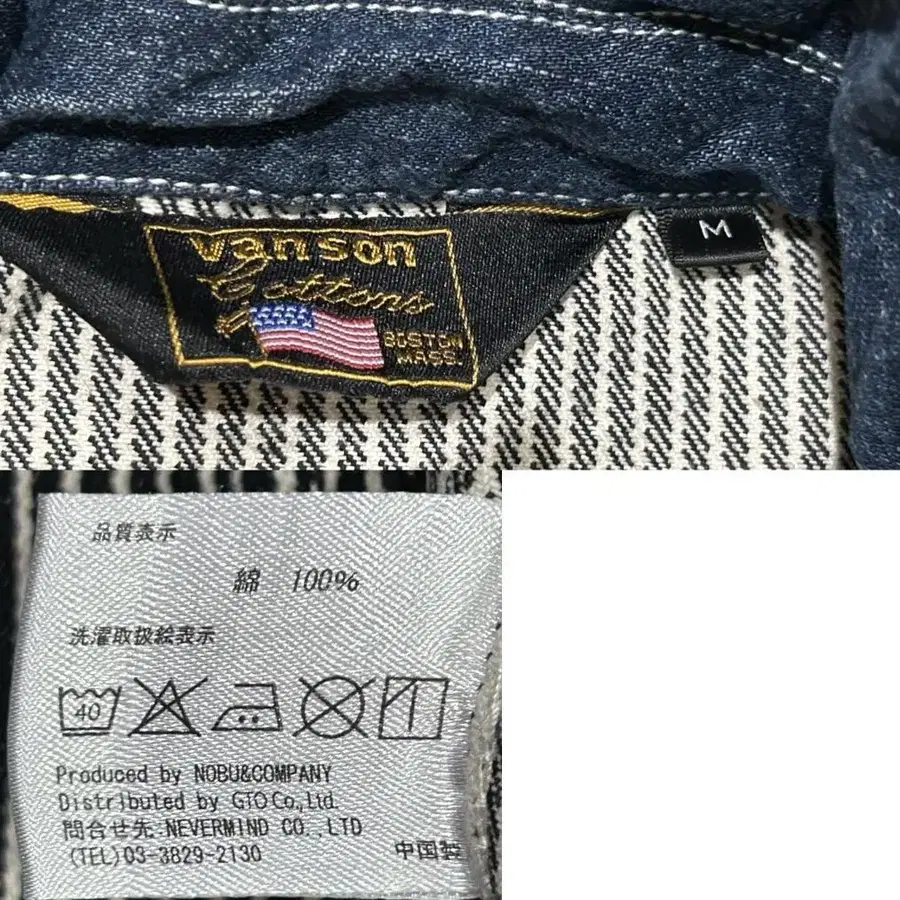 vanson
Cottons
BOSTON
MASS
M
品質表示
綿 100%
洗濯取扱絵表示
40
Produced by NOBU&COMPANY
Distributed by GTO Co., Ltd.
問合せ先:NEVERMIND CO.,LTD
(TEL)03-3829-2130
中国製